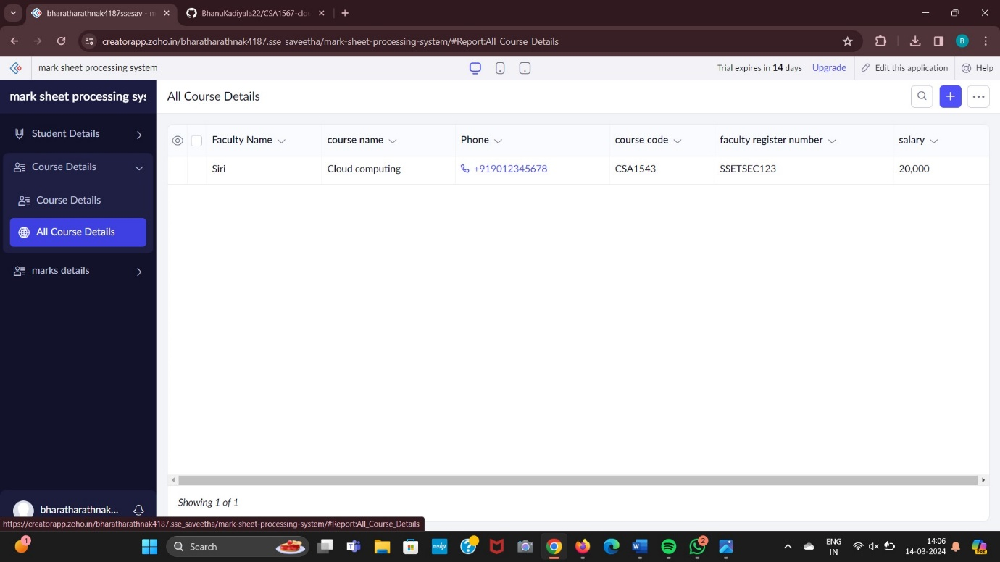 bharatharathnak4187ssesav - m
BhanuKadiyala22/CSA1567-clo
creatorapp.zoho.in/bharatharathnak4187.sse_saveetha/mark-sheet-processing-system/#Report:All_Course_Details
B
mark sheet processing system
Trial expires in 14 days
Upgrade
Edit this application
Help
mark sheet processing sys
All Course Details
Student Details
Course Details
Course Details
All Course Details
marks details
Faculty Name course name Phone course code faculty register number salary
Siri Cloud computing +919012345678 CSA1543 SSETSEC123 20,000
Showing 1 of 1
bharatharathnak...
https://creatorapp.zoho.in/bharatharathnak4187.sse_saveetha/mark-sheet-processing-system/#Report:All_Course_Details
1
Search
myhp
2
ENG
IN
14:06
14-03-2024
PRE